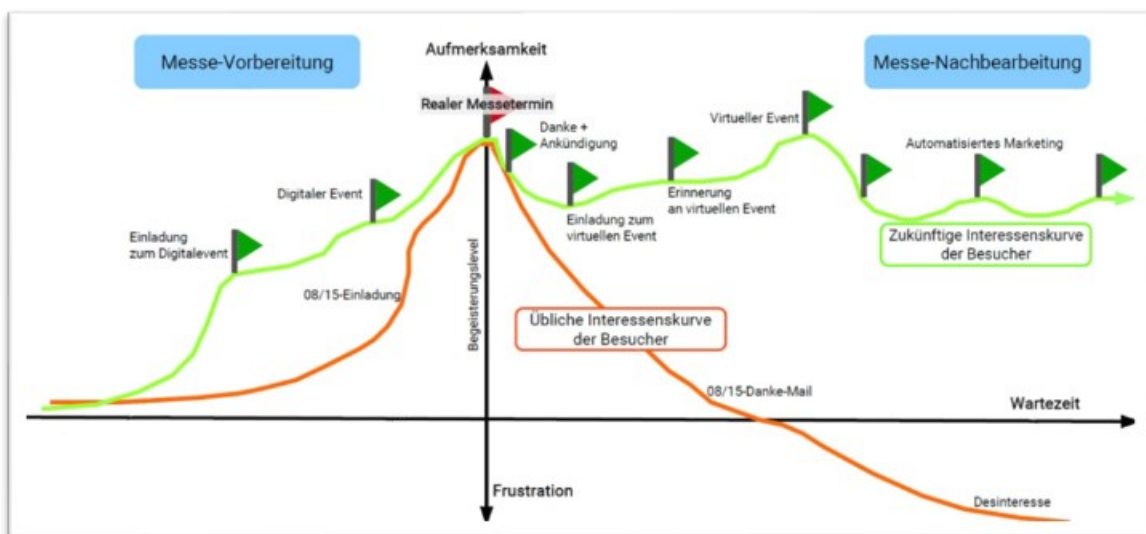 Messe-Vorbereitung
Aufmerksamkeit
Messe-Nachbearbeitung
Realer Messetermin
Danke +
Ankündigung
Virtueller Event
Automatisiertes Marketing
Digitaler Event
Erinnerung
an virtuellen Event
Einladung zum
virtuellen Event
Einladung
zum Digitalevent
Zukünftige Interessenskurve
der Besucher
08/15-Einladung
Begeisterungslevel
Übliche Interessenskurve
der Besucher
08/15-Danke-Mail
Wartezeit
Frustration
Desinteresse